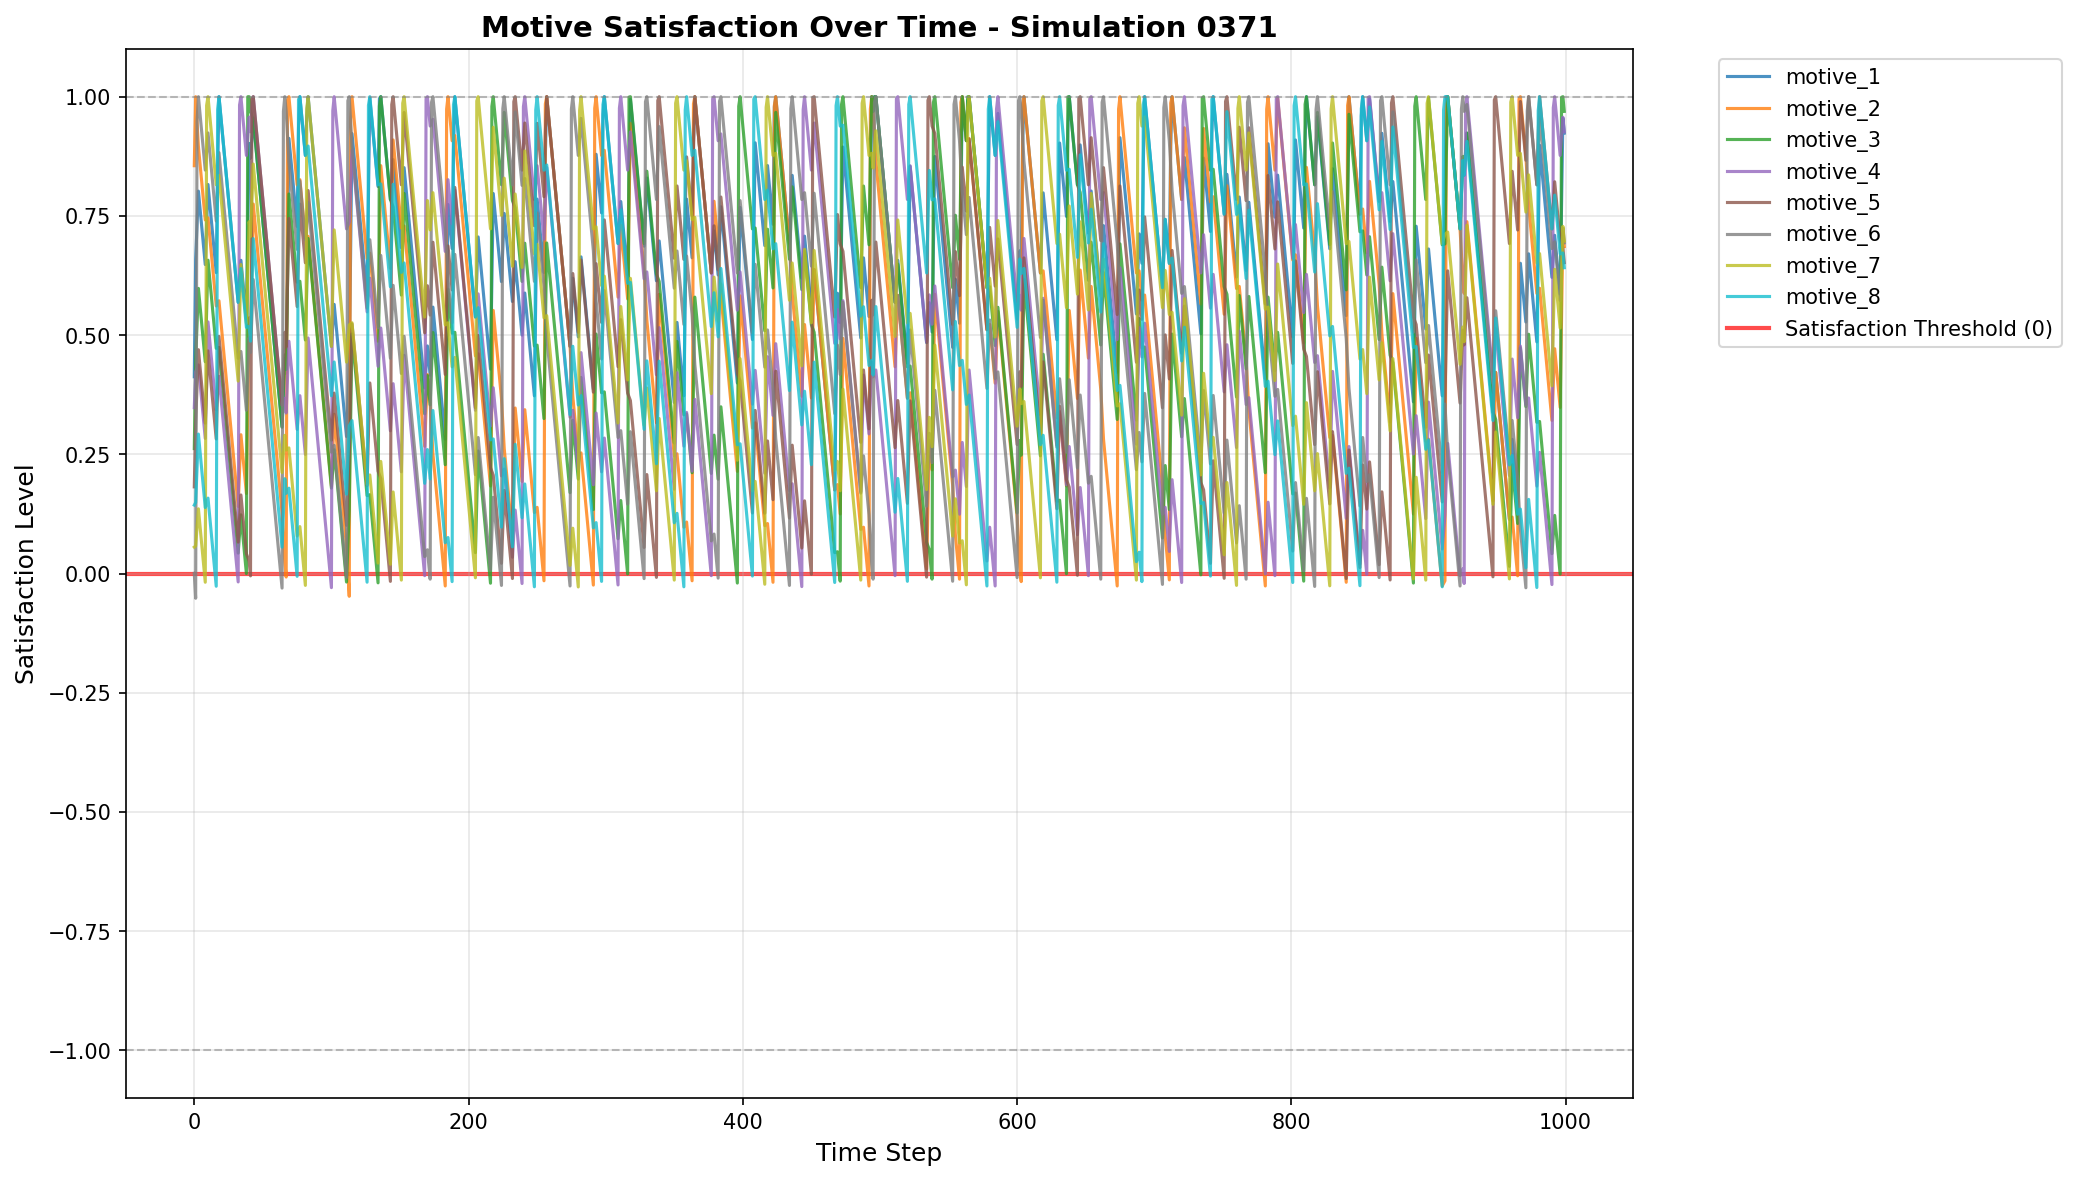 Motive Satisfaction Over Time - Simulation 0371
Satisfaction Level
1.00
0.75
0.50
0.25
0.00
−0.25
−0.50
−0.75
−1.00
0
200
400
600
800
1000
Time Step
motive_1
motive_2
motive_3
motive_4
motive_5
motive_6
motive_7
motive_8
Satisfaction Threshold (0)